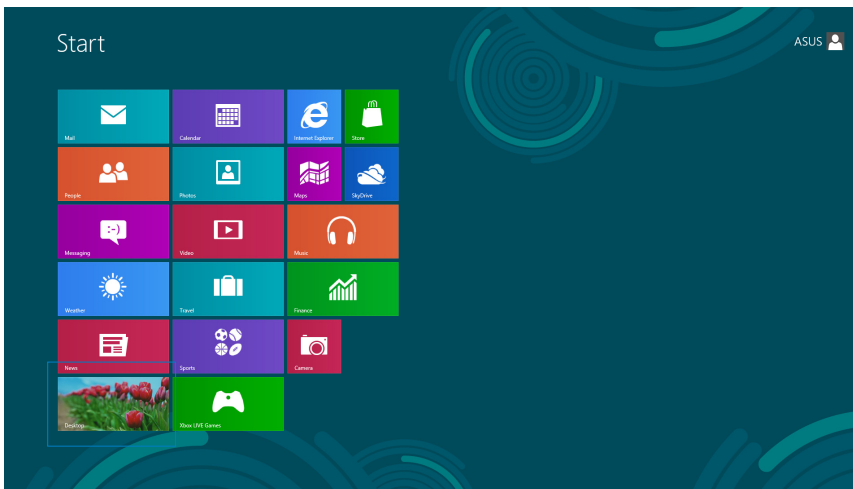 Start
ASUS
Mail
Calendar
Internet Explorer
Store
People
Photos
Maps
SkyDrive
:-)
Messaging
Video
Music
Weather
Travel
Finance
News
Sports
Camera
Desktop
Xbox LIVE Games